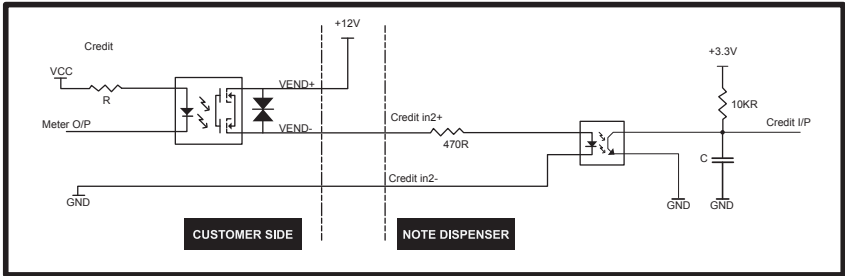 +12V
Credit
+3.3V
VCC
R
VEND+
10KR
Meter O/P
VEND-
Credit in2+
470R
Credit I/P
C
Credit in2-
GND
GND
GND
CUSTOMER SIDE
NOTE DISPENSER